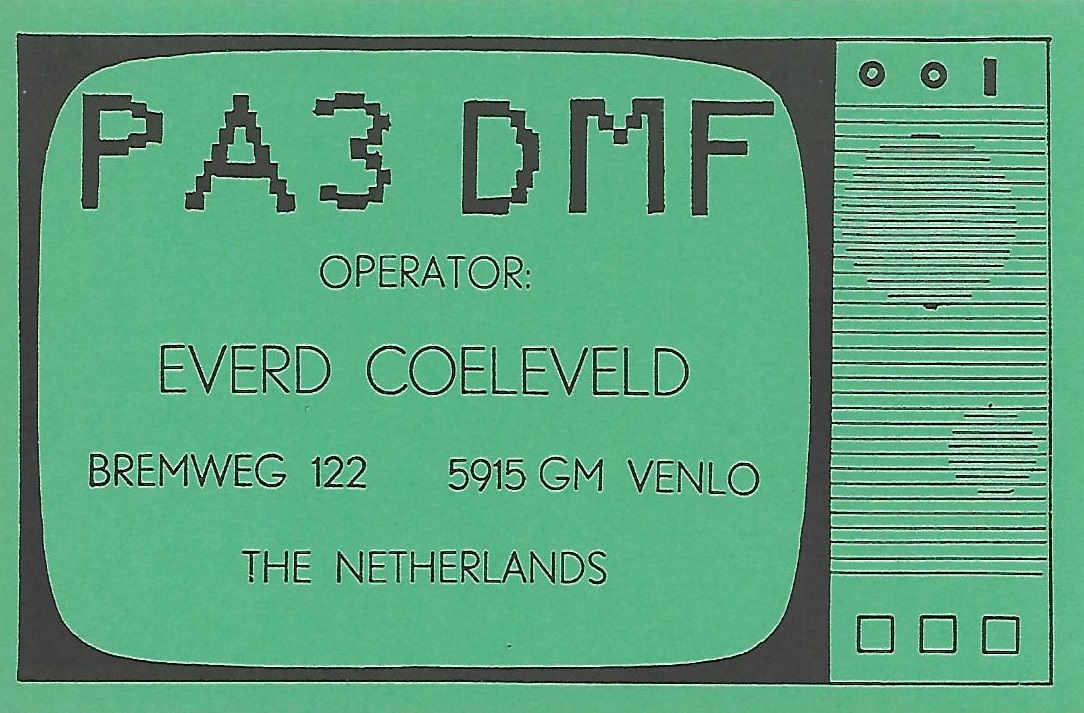 PA3 DMF
OPERATOR:
EVERD COELEVELD
BREMWEG 122 5915 GM VENLO
THE NETHERLANDS